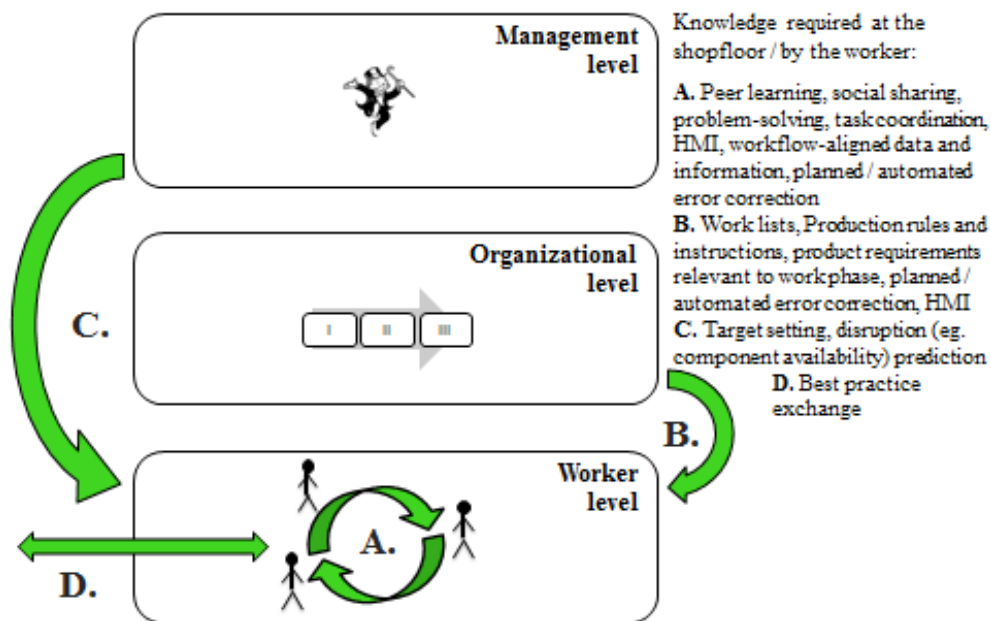 Management
level
Organizational
level
I II III
Worker
level
A.
B.
C.
D.
Knowledge required at the
shopfloor / by the worker:
A. Peer learning, social sharing,
problem-solving, task coordination,
HMI, workflow-aligned data and
information, planned / automated
error correction
B. Work lists, Production rules and
instructions, product requirements
relevant to work phase, planned /
automated error correction, HMI
C. Target setting, disruption (eg.
component availability) prediction
D. Best practice
exchange